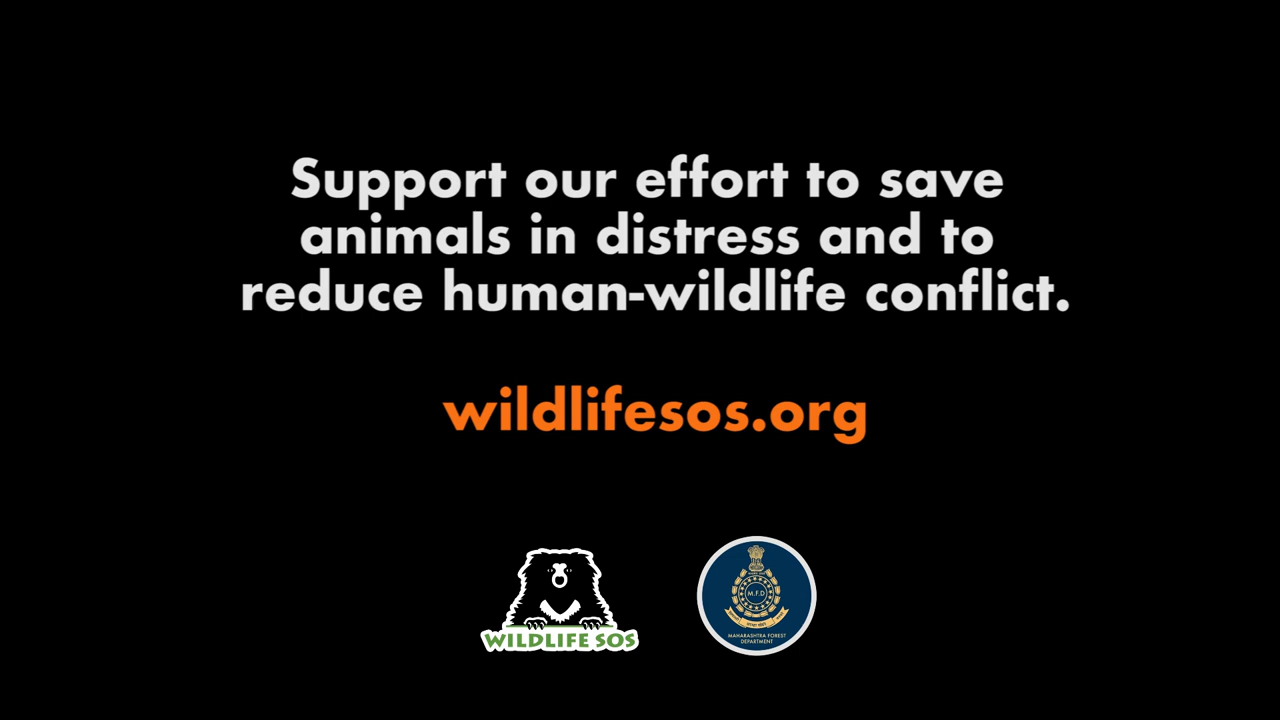 Support our effort to save
animals in distress and to
reduce human-wildlife conflict.
wildlifesos.org
WILDLIFE SOS
M.F.D
MAHARASHTRA FOREST
DEPARTMENT